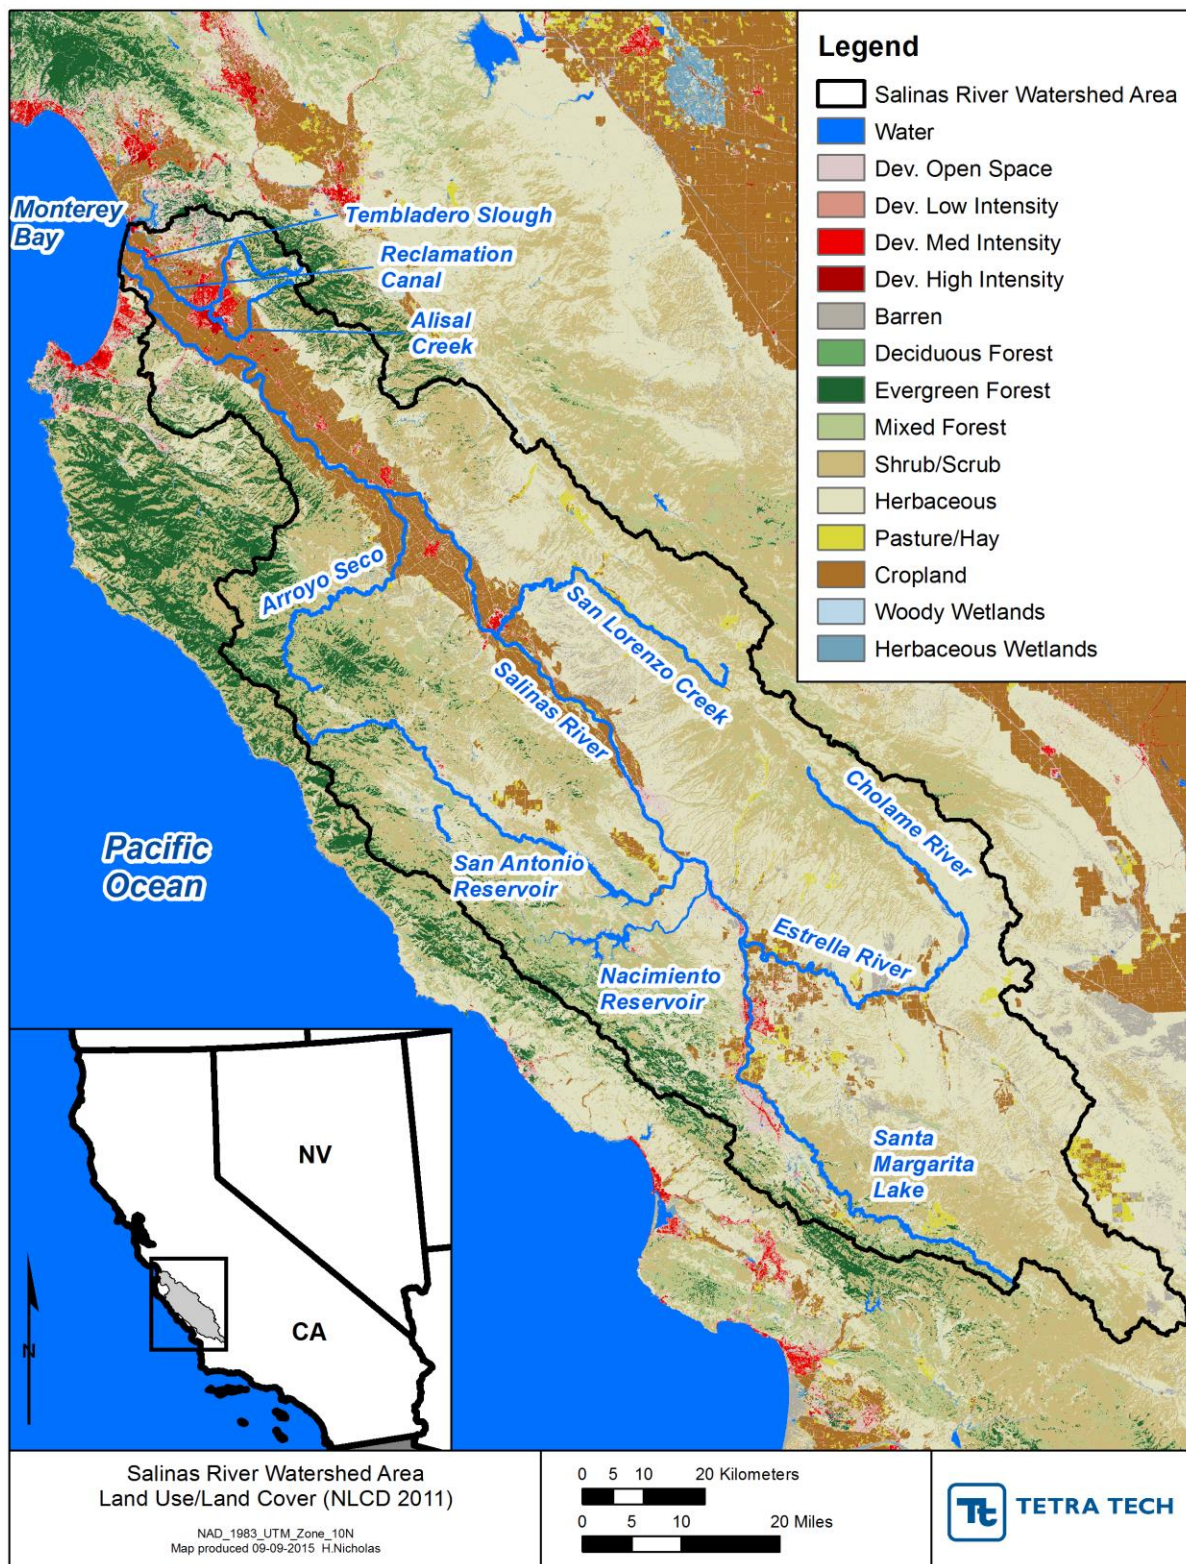 Legend
Salinas River Watershed Area
Water
Dev. Open Space
Dev. Low Intensity
Dev. Med Intensity
Dev. High Intensity
Barren
Deciduous Forest
Evergreen Forest
Mixed Forest
Shrub/Scrub
Herbaceous
Pasture/Hay
Cropland
Woody Wetlands
Herbaceous Wetlands
Monterey
Bay
Tembladero Slough
Reclamation
Canal
Alisal
Creek
Arroyo Seco
San Lorenzo Creek
Salinas River
Cholame River
Pacific
Ocean
San Antonio
Reservoir
Estrella River
Nacimiento
Reservoir
Santa
Margarita
Lake
NV
CA
N
Salinas River Watershed Area
Land Use/Land Cover (NLCD 2011)
NAD_1983_UTM_Zone_10N
Map produced 09-09-2015 H.Nicholas
0 5 10 20 Kilometers
0 5 10 20 Miles
Tt
TETRA TECH